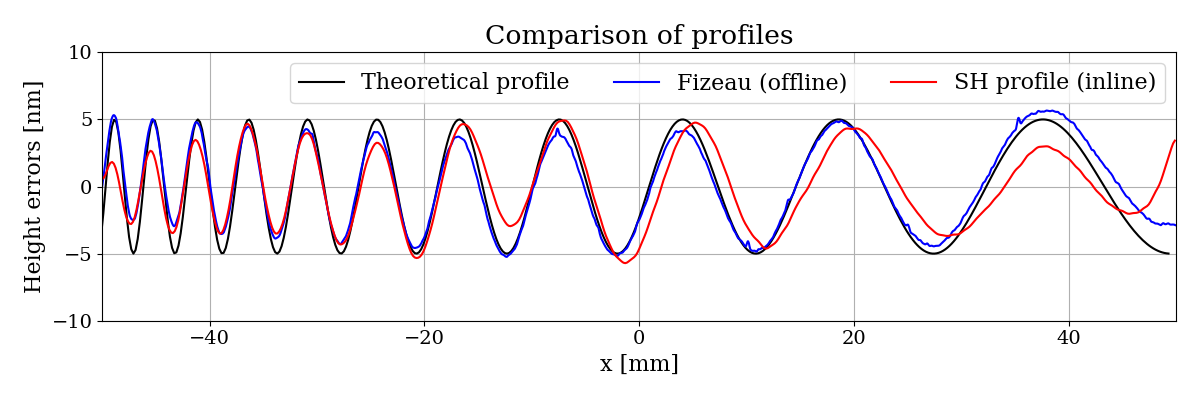 Comparison of profiles
Theoretical profile
Fizeau (offline)
SH profile (inline)
Height errors [nm]
10
5
0
−5
−10
−40
−20
0
20
40
x [mm]